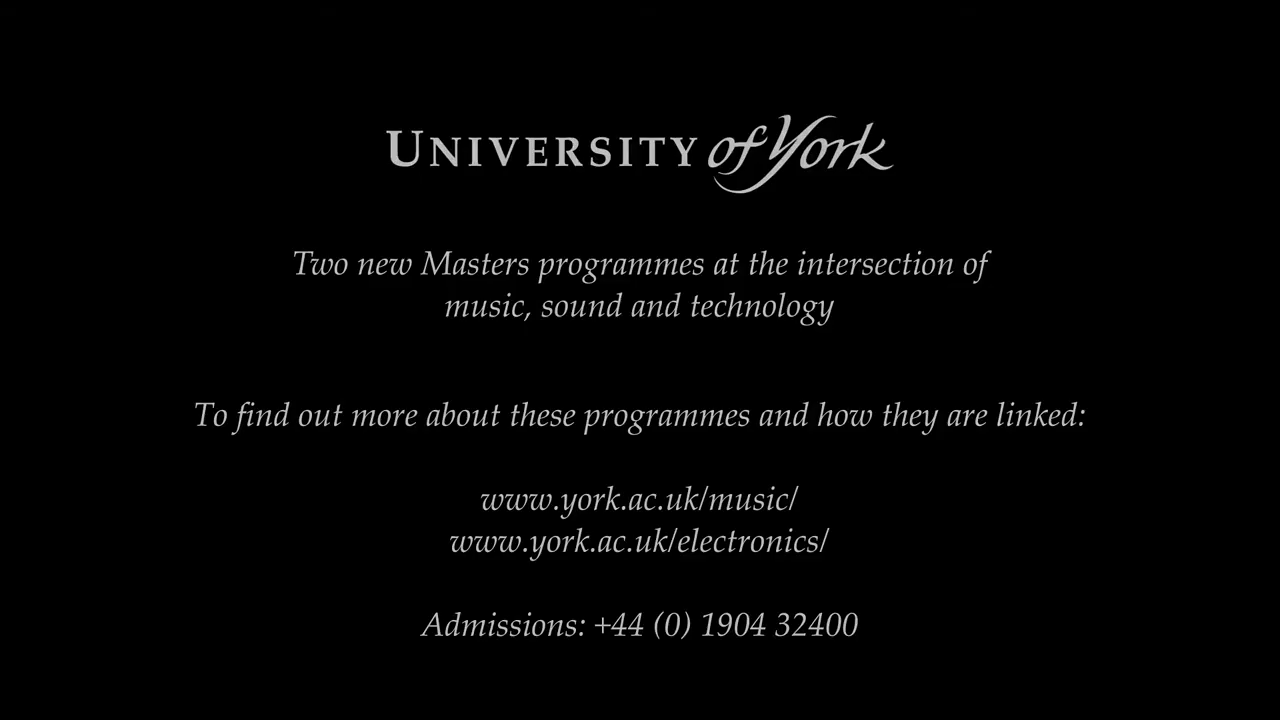 UNIVERSITY of York
Two new Masters programmes at the intersection of
music, sound and technology
To find out more about these programmes and how they are linked:
www.york.ac.uk/music/
www.york.ac.uk/electronics/
Admissions: +44 (0) 1904 32400